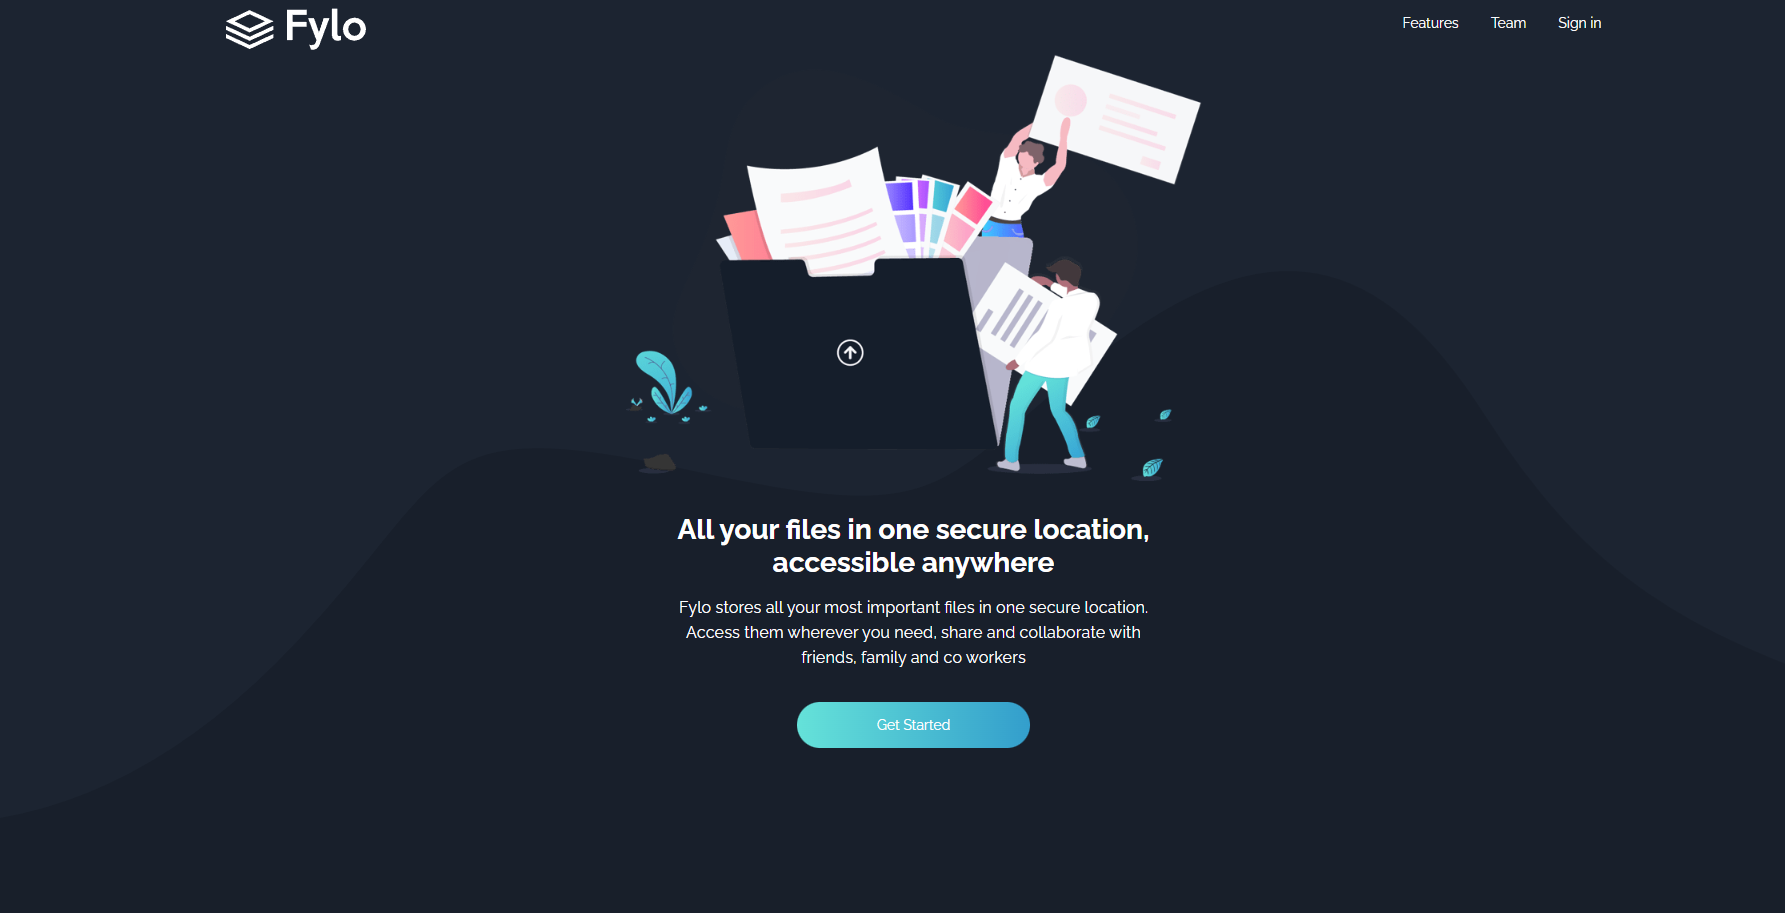 Fylo
Features
Team
Sign in
All your files in one secure location,
accessible anywhere
Fylo stores all your most important files in one secure location.
Access them wherever you need, share and collaborate with
friends, family and co workers
Get Started